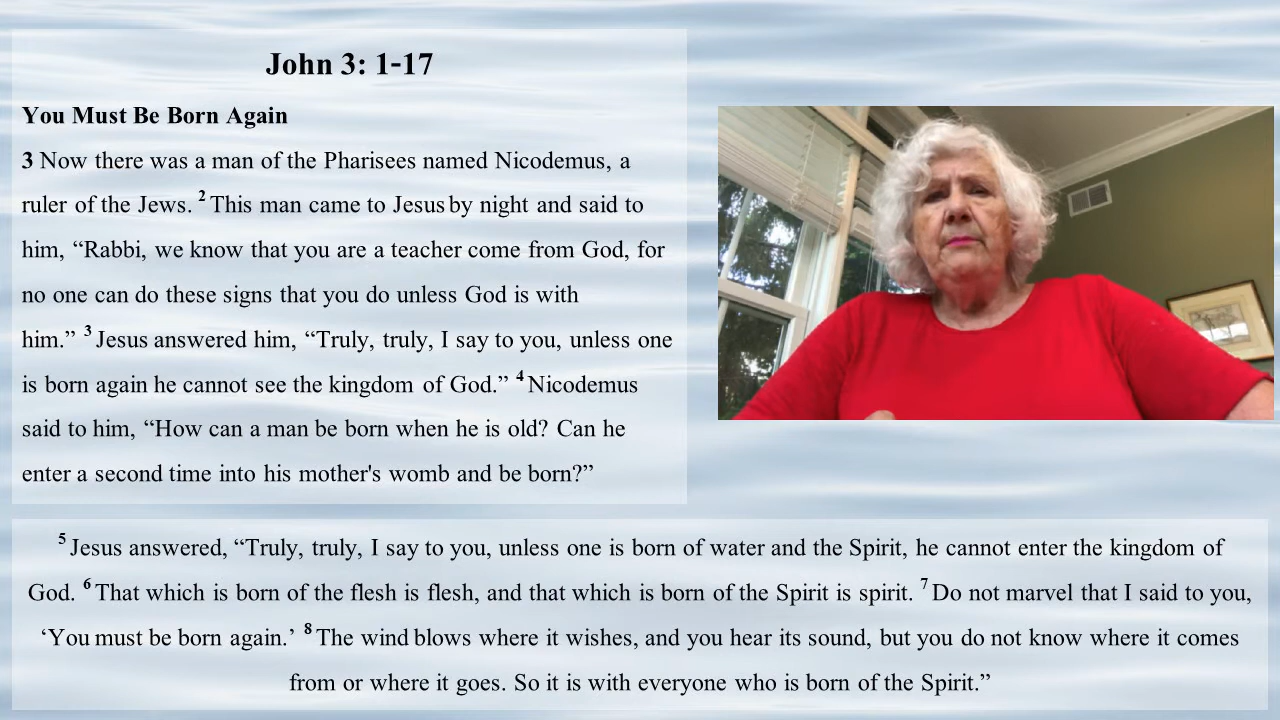 John 3: 1-17
You Must Be Born Again
3 Now there was a man of the Pharisees named Nicodemus, a
ruler of the Jews. 2 This man came to Jesus by night and said to
him, “Rabbi, we know that you are a teacher come from God, for
no one can do these signs that you do unless God is with
him.” 3 Jesus answered him, “Truly, truly, I say to you, unless one
is born again he cannot see the kingdom of God.” 4 Nicodemus
said to him, “How can a man be born when he is old? Can he
enter a second time into his mother's womb and be born?”
5 Jesus answered, “Truly, truly, I say to you, unless one is born of water and the Spirit, he cannot enter the kingdom of
God. 6 That which is born of the flesh is flesh, and that which is born of the Spirit is spirit. 7 Do not marvel that I said to you,
‘You must be born again.’ 8 The wind blows where it wishes, and you hear its sound, but you do not know where it comes
from or where it goes. So it is with everyone who is born of the Spirit.”